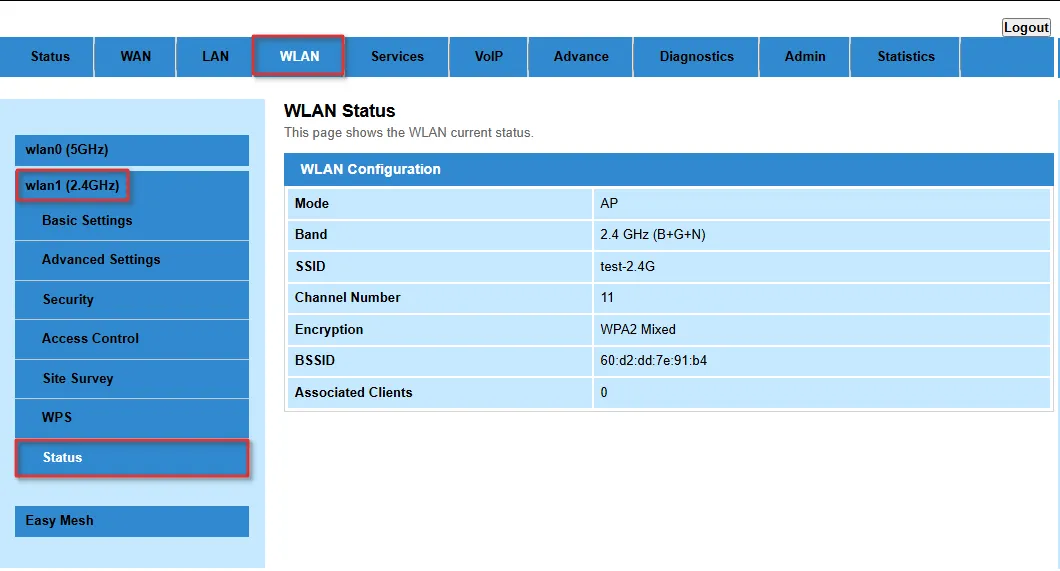 Logout
Status WAN LAN WLAN Services VoIP Advance Diagnostics Admin Statistics
wlan0 (5GHz)
wlan1 (2.4GHz)
Basic Settings
Advanced Settings
Security
Access Control
Site Survey
WPS
Status
Easy Mesh
WLAN Status
This page shows the WLAN current status.
WLAN Configuration
Mode AP
Band 2.4 GHz (B+G+N)
SSID test-2.4G
Channel Number 11
Encryption WPA2 Mixed
BSSID 60:d2:dd:7e:91:b4
Associated Clients 0